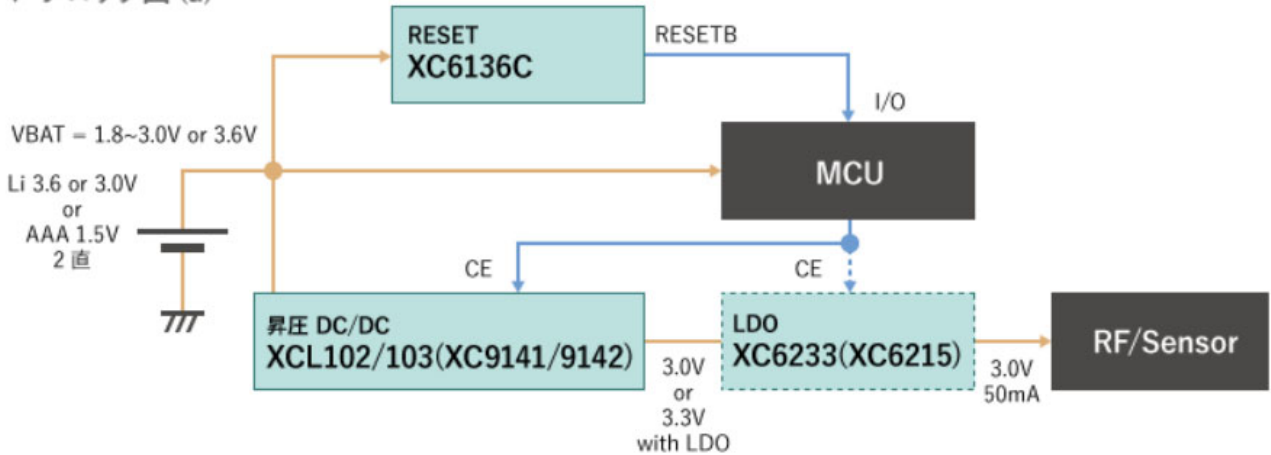 RESET
XC6136C
RESETB
I/O
VBAT = 1.8~3.0V or 3.6V
MCU
Li 3.6 or 3.0V
or
AAA 1.5V
2 直
CE
CE
昇圧 DC/DC
XCL102/103(XC9141/9142)
LDO
XC6233(XC6215)
RF/Sensor
3.0V
or
3.3V
with LDO
3.0V
50mA